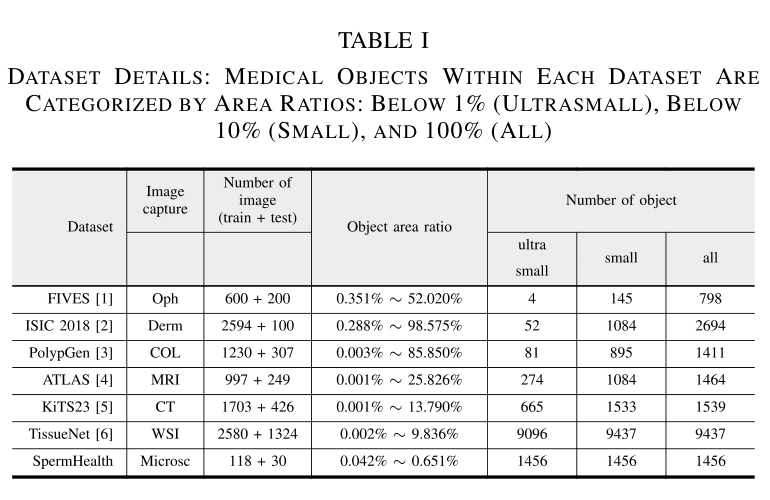 TABLE I
DATASET DETAILS: MEDICAL OBJECTS WITHIN EACH DATASET ARE
CATEGORIZED BY AREA RATIOS: BELOW 1% (ULTRASMALL), BELOW
10% (SMALL), AND 100% (ALL)
Dataset Image capture Number of image (train + test) Object area ratio Number of object
ultra small small all
FIVES [1] Oph 600 + 200 0.351% ∼ 52.020% 4 145 798
ISIC 2018 [2] Derm 2594 + 100 0.288% ∼ 98.575% 52 1084 2694
PolypGen [3] COL 1230 + 307 0.003% ∼ 85.850% 81 895 1411
ATLAS [4] MRI 997 + 249 0.001% ∼ 25.826% 274 1084 1464
KiTS23 [5] CT 1703 + 426 0.001% ∼ 13.790% 665 1533 1539
TissueNet [6] WSI 2580 + 1324 0.002% ∼ 9.836% 9096 9437 9437
SpermHealth Microsc 118 + 30 0.042% ∼ 0.651% 1456 1456 1456